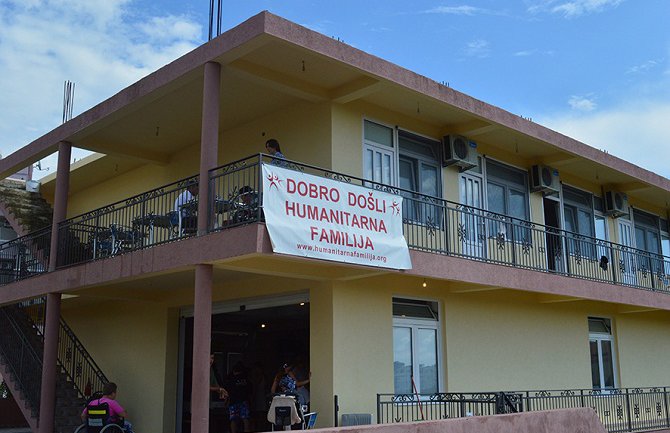 DOBRO DOŠLI
HUMANITARNA
FAMILIJA
www.humanitarnafamilija.org